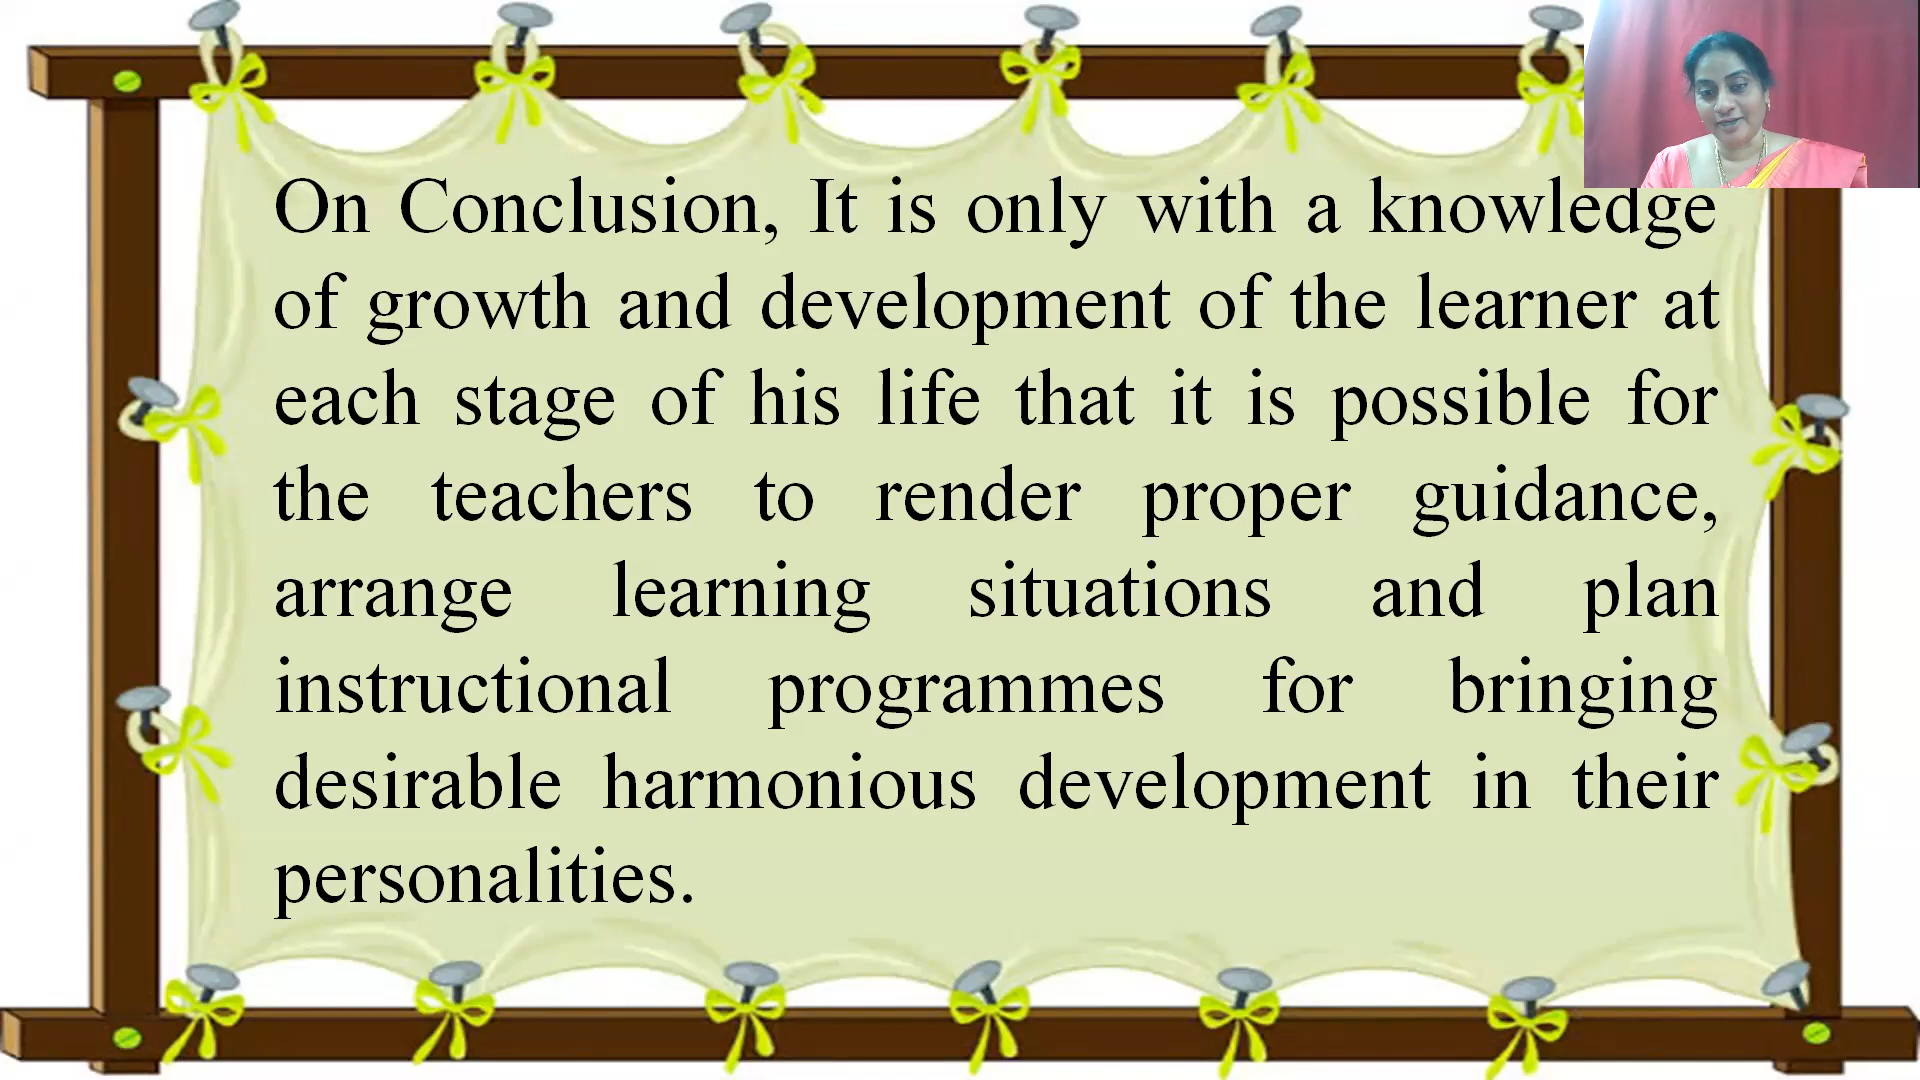 On Conclusion, It is only with a knowledge
of growth and development of the learner at
each stage of his life that it is possible for
the teachers to render proper guidance,
arrange learning situations and plan
instructional programmes for bringing
desirable harmonious development in their
personalities.